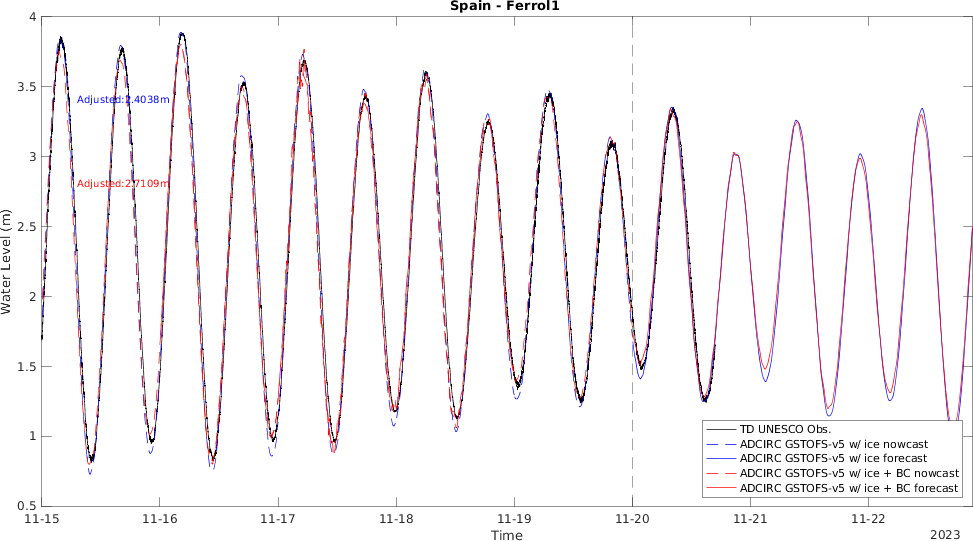 Spain - Ferrol1
4
3.5
3
2.5
2
1.5
1
0.5
Water Level (m)
Adjusted:2.4038m
Adjusted:2.7109m
TD UNESCO Obs.
ADCIRC GSTOFS-v5 w/ ice nowcast
ADCIRC GSTOFS-v5 w/ ice forecast
ADCIRC GSTOFS-v5 w/ ice + BC nowcast
ADCIRC GSTOFS-v5 w/ ice + BC forecast
11-15 11-16 11-17 11-18 11-19 11-20 11-21 11-22
Time
2023